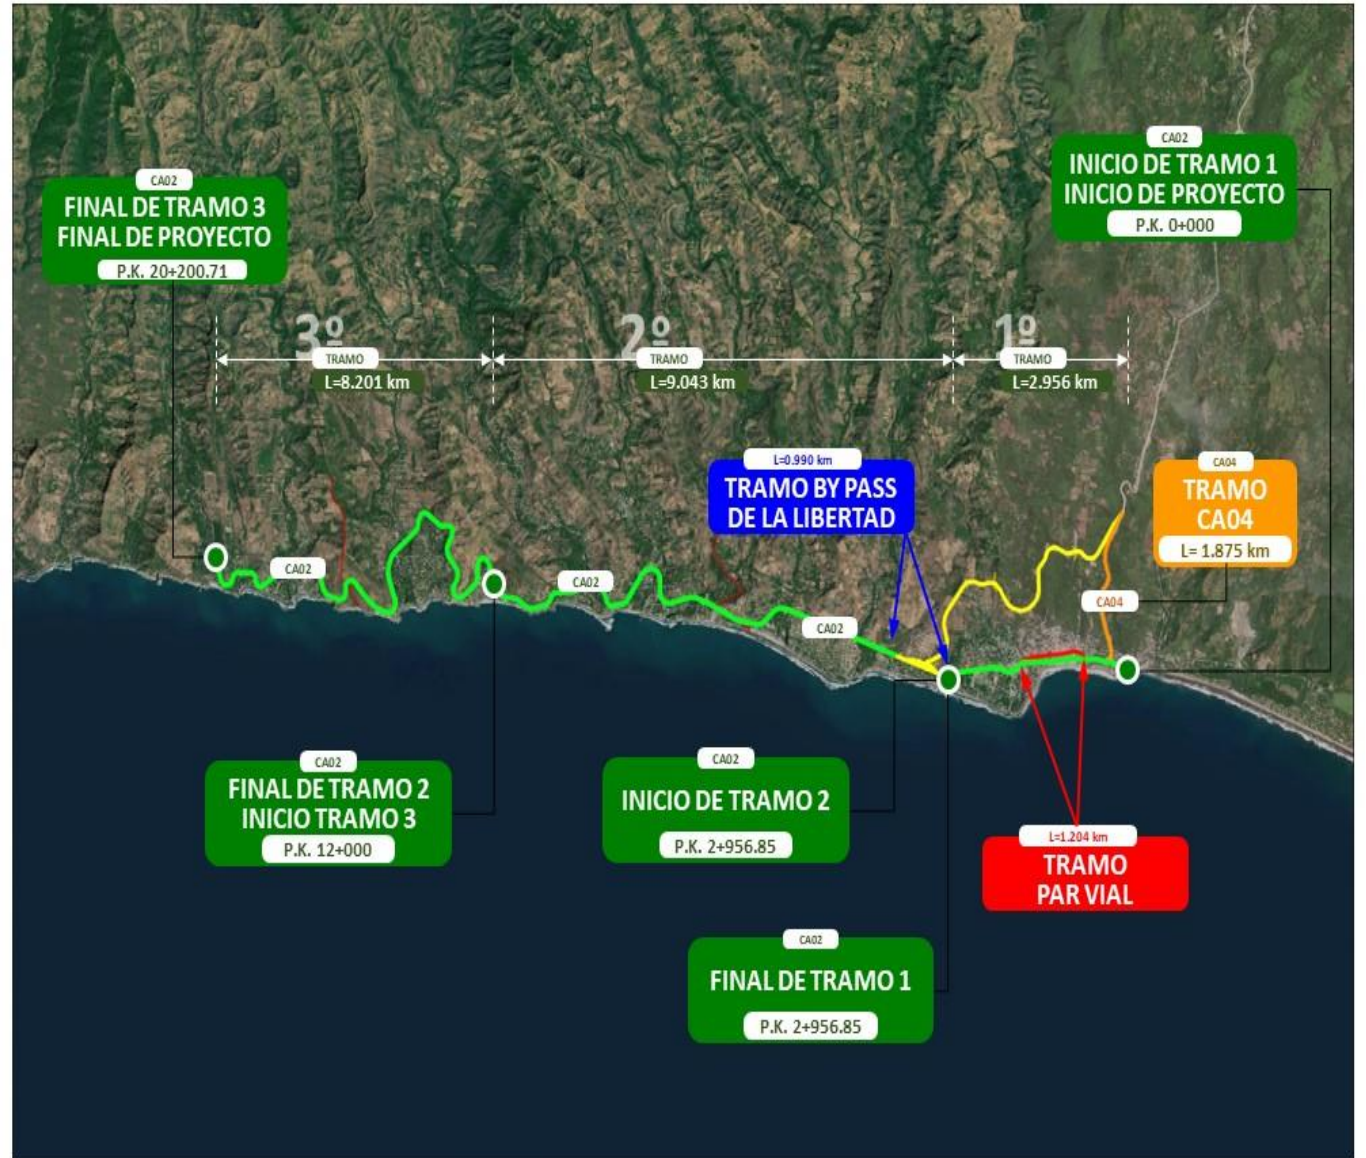 CA02
INICIO DE TRAMO 1
INICIO DE PROYECTO
P.K. 0+000
CA02
FINAL DE TRAMO 3
FINAL DE PROYECTO
P.K. 20+200.71
3º
TRAMO
L=8.201 km
2º
TRAMO
L=9.043 km
1º
TRAMO
L=2.956 km
L=0.990 km
TRAMO BY PASS
DE LA LIBERTAD
CA04
TRAMO
CA04
L= 1.875 km
CA02
CA02
CA04
CA02
CA02
FINAL DE TRAMO 2
INICIO TRAMO 3
P.K. 12+000
CA02
INICIO DE TRAMO 2
P.K. 2+956.85
L=1.204 km
TRAMO
PAR VIAL
CA02
FINAL DE TRAMO 1
P.K. 2+956.85